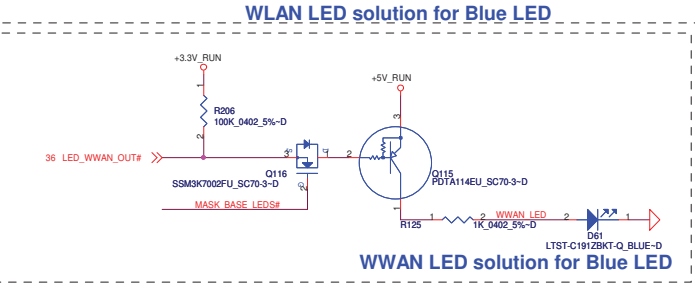 WLAN LED solution for Blue LED
+3.3V_RUN
+5V_RUN
1
R206
100K_0402_5%~D
2
3
36 LED_WWAN_OUT#
3
S
D
1
2
Q116
SSM3K7002FU_SC70-3~D
G
2
MASK_BASE_LEDS#
Q115
PDTA114EU_SC70-3~D
1
R125
1
2
1K_0402_5%~D
WWAN_LED
2
1
D61
LTST-C191ZBKT-Q_BLUE~D
WWAN LED solution for Blue LED